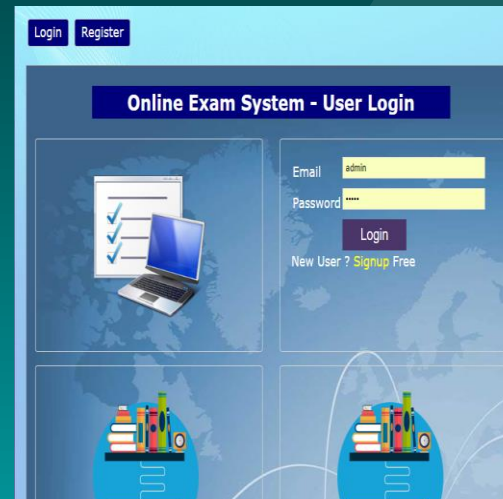 Login Register
Online Exam System - User Login
Email admin
Password •••••
Login
New User ? Signup Free